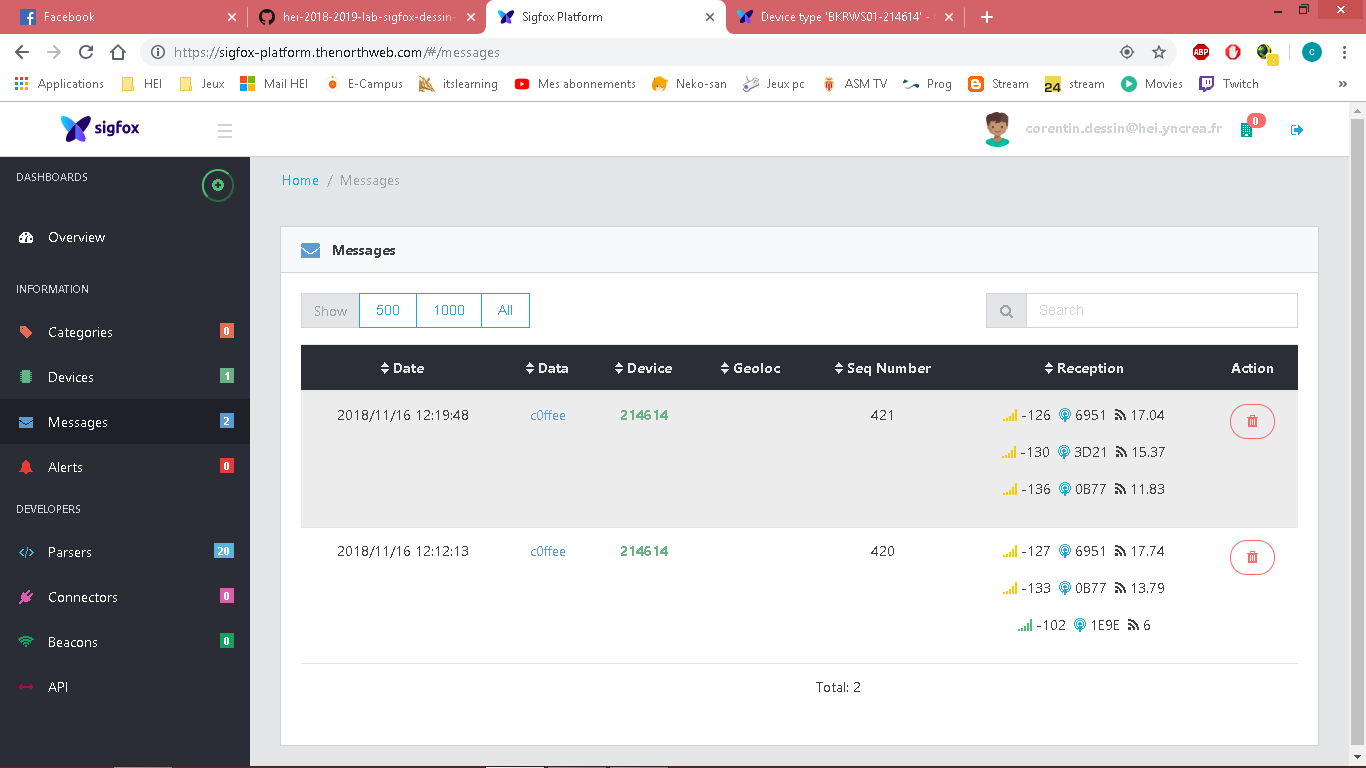 Facebook
hei-2018-2019-lab-sigfox-dessin-
Sigfox Platform
Device type 'BKRWS01-214614' -
https://sigfox-platform.thenorthweb.com/#/messages
ABP
C
Applications HEI Jeux Mail HEI E-Campus itslearning Mes abonnements Neko-san Jeux pc ASM TV Prog Stream 24 stream Movies Twitch »
sigfox
corentin.dessin@hei.yncrea.fr 0
DASHBOARDS
Home / Messages
Overview
Messages
INFORMATION
Show 500 1000 All
Search
Categories 0
Devices 1
Messages 2
Alerts 0
DEVELOPERS
Parsers 20
Connectors 0
Beacons 0
API
Date Data Device Geoloc Seq Number Reception Action
2018/11/16 12:19:48 c0ffee 214614 421 -126 6951 17.04
-130 3D21 15.37
-136 0B77 11.83
2018/11/16 12:12:13 c0ffee 214614 420 -127 6951 17.74
-133 0B77 13.79
-102 1E9E 6
Total: 2